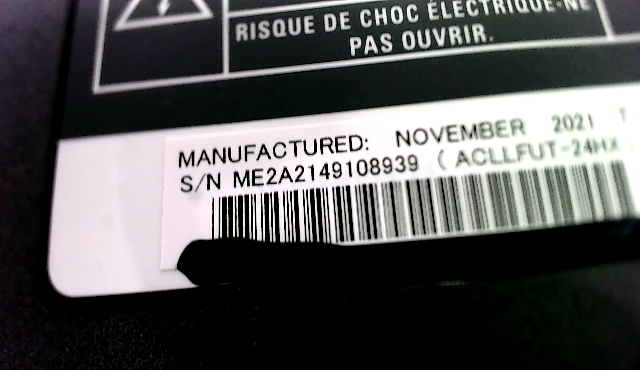 RISQUE DE CHOC ÉLECTRIQUE-NE
PAS OUVRIR.
MANUFACTURED: NOVEMBER 2021 T
S/N ME2A2149108939 ( ACLLFUT-24HX